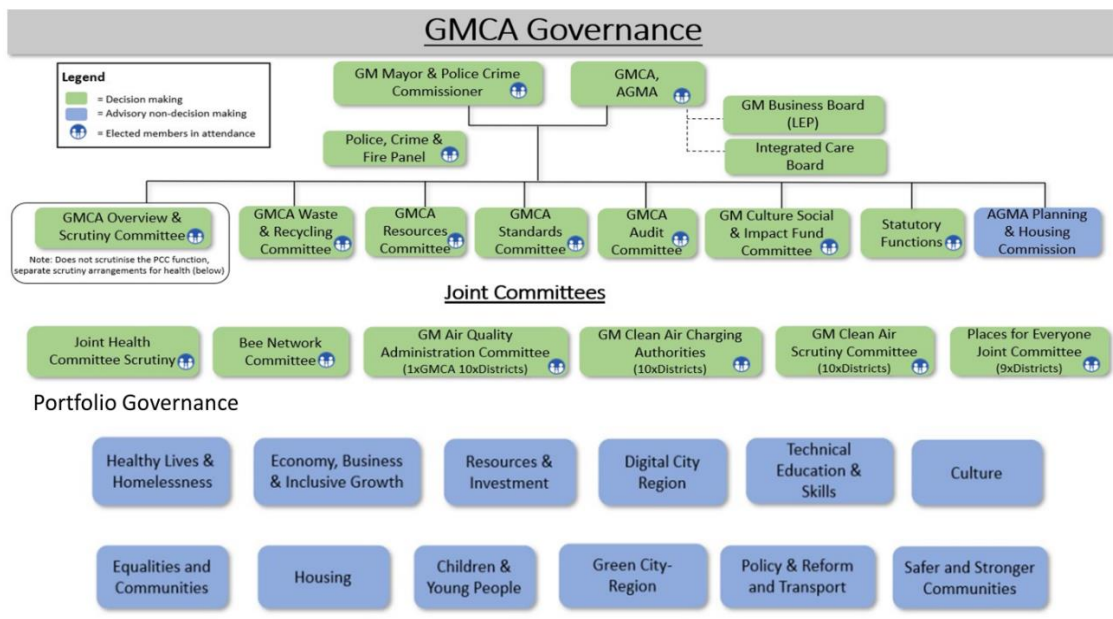 GMCA Governance
Legend
= Decision making
= Advisory non-decision making
= Elected members in attendance
GM Mayor & Police Crime
Commissioner
GMCA,
AGMA
GM Business Board
(LEP)
Police, Crime &
Fire Panel
Integrated Care
Board
GMCA Overview &
Scrutiny Committee
Note: Does not scrutinise the PCC function,
separate scrutiny arrangements for health (below)
GMCA Waste
& Recycling
Committee
GMCA
Resources
Committee
GMCA
Standards
Committee
GMCA
Audit
Committee
GM Culture Social
& Impact Fund
Committee
Statutory
Functions
AGMA Planning
& Housing
Commission
Joint Committees
Joint Health
Committee Scrutiny
Bee Network
Committee
GM Air Quality
Administration Committee
(1xGMCA 10xDistricts)
GM Clean Air Charging
Authorities
(10xDistricts)
GM Clean Air
Scrutiny Committee
(10xDistricts)
Places for Everyone
Joint Committee
(9xDistricts)
Portfolio Governance
Healthy Lives &
Homelessness
Economy, Business
& Inclusive Growth
Resources &
Investment
Digital City
Region
Technical
Education &
Skills
Culture
Equalities and
Communities
Housing
Children &
Young People
Green City-
Region
Policy & Reform
and Transport
Safer and Stronger
Communities